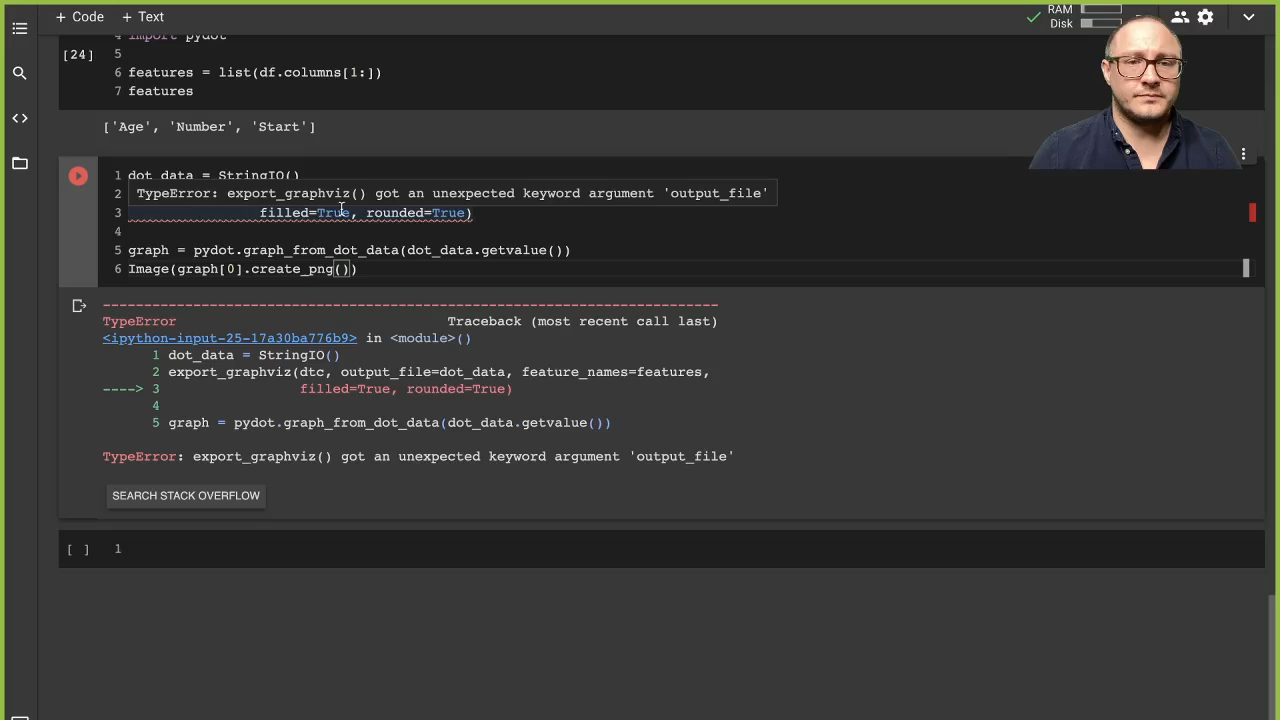 + Code + Text
RAM
Disk
4 import pydot
[24] 5
6 features = list(df.columns[1:])
7 features
['Age', 'Number', 'Start']
1 dot_data = StringIO()
2 TypeError: export_graphviz() got an unexpected keyword argument 'output_file'
3 filled=True, rounded=True)
4
5 graph = pydot.graph_from_dot_data(dot_data.getvalue())
6 Image(graph[0].create_png())
---------------------------------------------------------------------------
TypeError Traceback (most recent call last)
<ipython-input-25-17a30ba776b9> in <module>()
1 dot_data = StringIO()
2 export_graphviz(dtc, output_file=dot_data, feature_names=features,
----> 3 filled=True, rounded=True)
4
5 graph = pydot.graph_from_dot_data(dot_data.getvalue())
TypeError: export_graphviz() got an unexpected keyword argument 'output_file'
SEARCH STACK OVERFLOW
[ ] 1